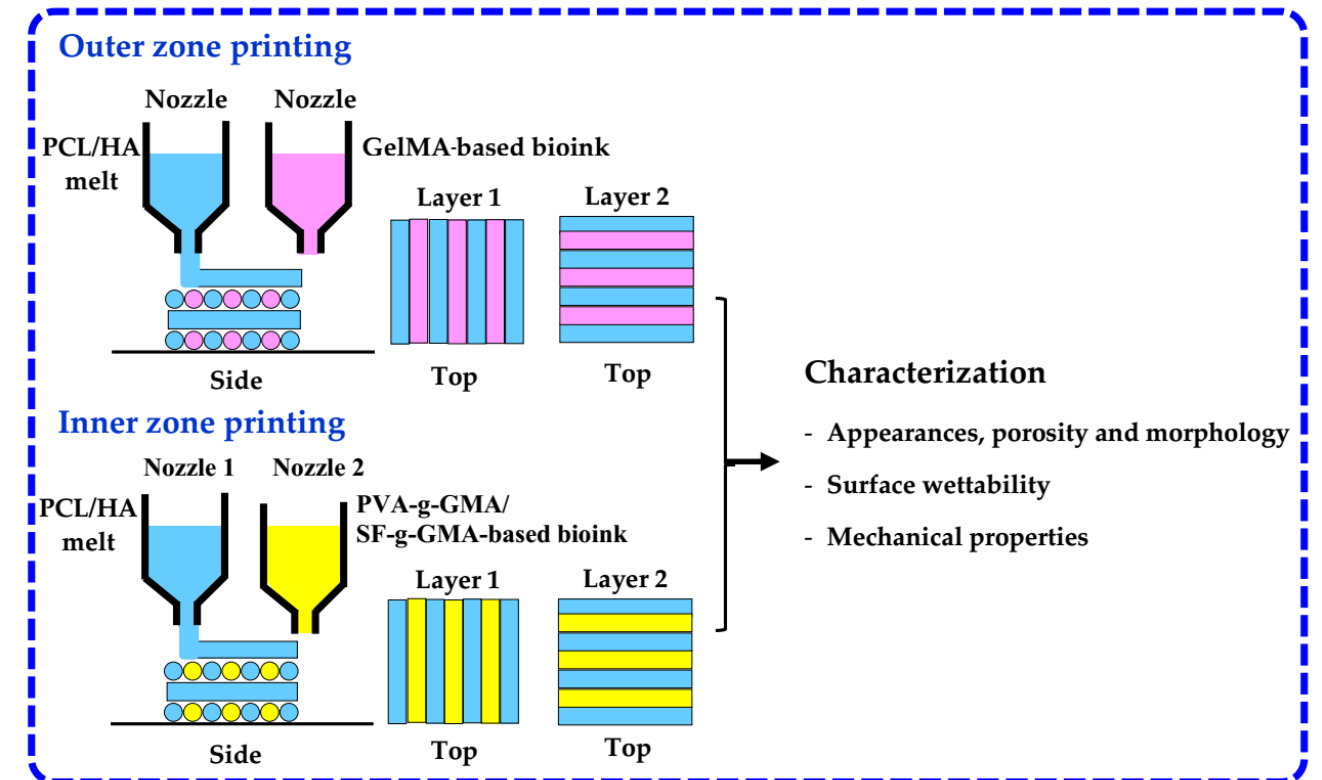 Outer zone printing
Nozzle Nozzle
PCL/HA
melt
GelMA-based bioink
Layer 1 Layer 2
Side Top Top
Inner zone printing
Nozzle 1 Nozzle 2
PCL/HA
melt
PVA-g-GMA/
SF-g-GMA-based bioink
Layer 1 Layer 2
Side Top Top
Characterization
- Appearances, porosity and morphology
- Surface wettability
- Mechanical properties